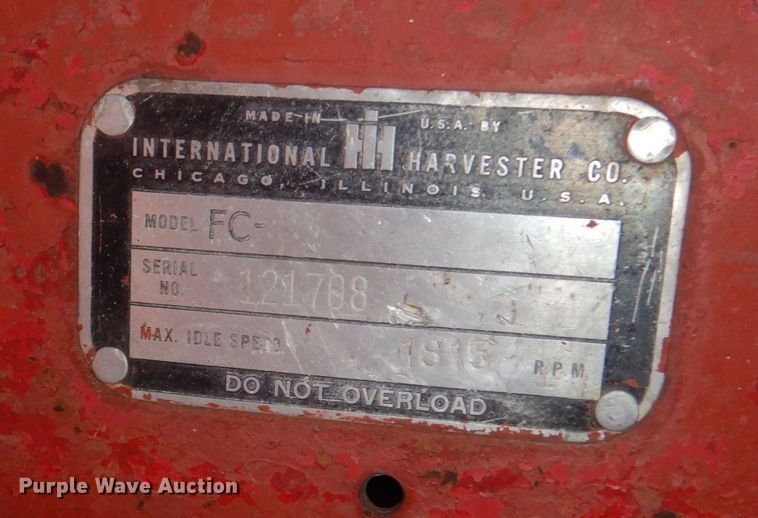 MADE IN IH U.S.A. BY
INTERNATIONAL HARVESTER CO.
CHICAGO, ILLINOIS U.S.A.
MODEL FC-
SERIAL NO. 121708
MAX. IDLE SPEED 1815 R.P.M.
DO NOT OVERLOAD
Purple Wave Auction